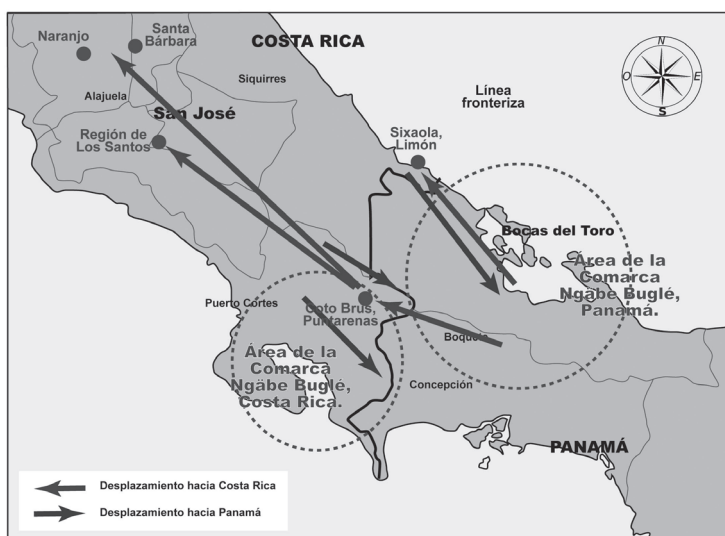 Naranjo
Santa
Bárbara
COSTA RICA
Siquirres
Alajuela
San José
Región de
Los Santos
Línea
fronteriza
N
O
E
S
Sixaola,
Limón
Bocas del Toro
Área de la
Comarca
Ngäbe Buglé,
Panamá.
Puerto Cortes
Coto Brus,
Puntarenas
Boquete
Área de la
Comarca
Ngäbe Buglé,
Costa Rica.
Concepción
PANAMÁ
Desplazamiento hacia Costa Rica
Desplazamiento hacia Panamá